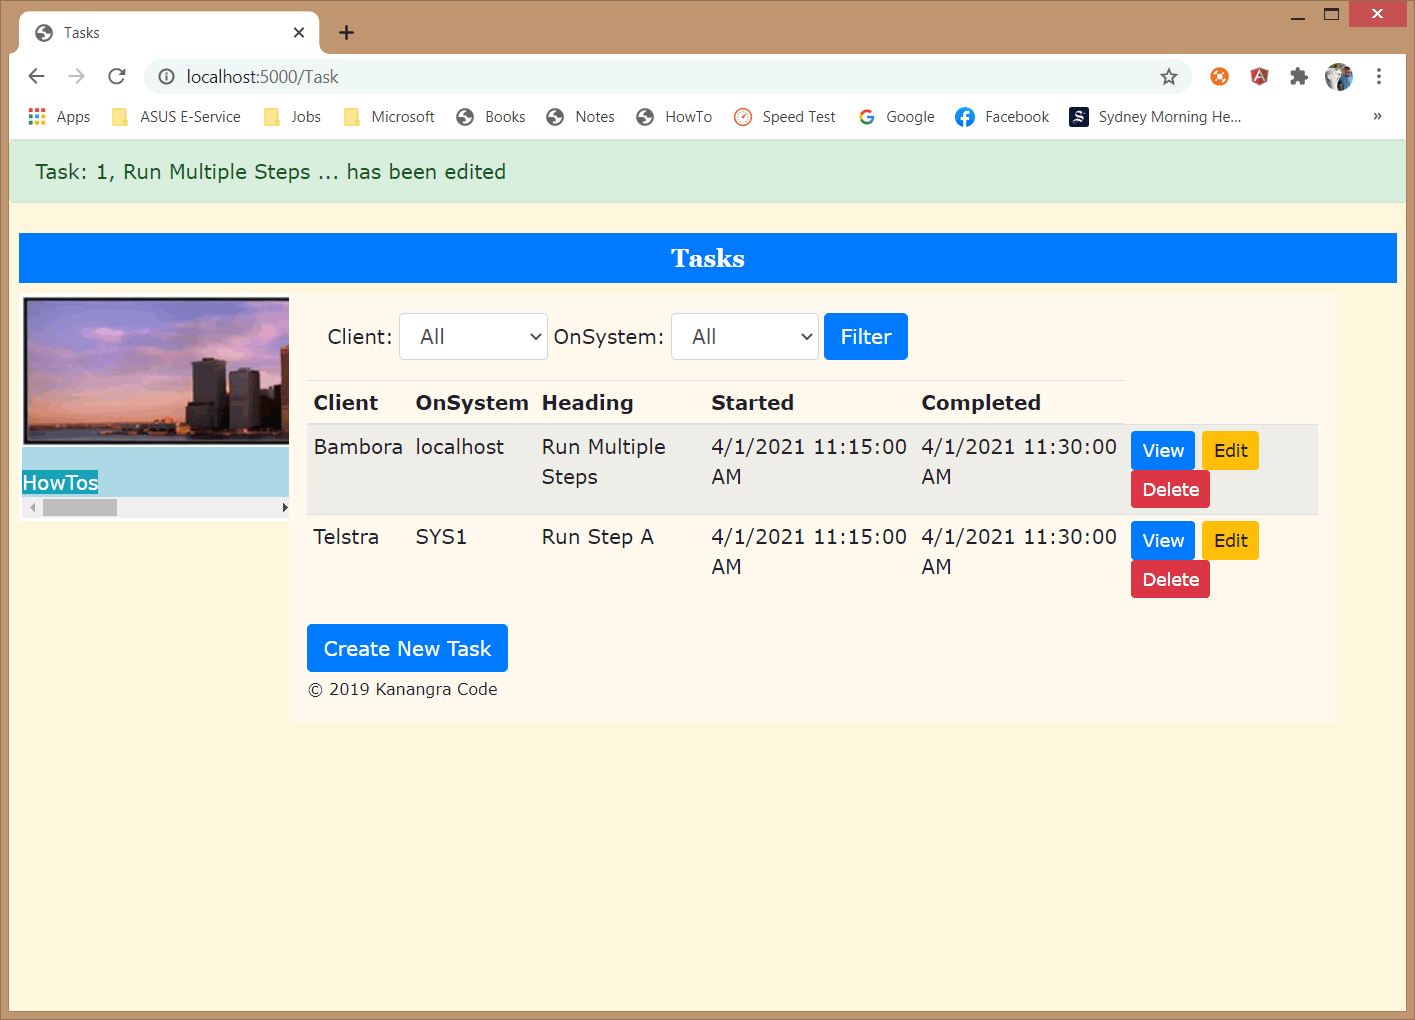 Tasks
localhost:5000/Task
Apps ASUS E-Service Jobs Microsoft Books Notes HowTo Speed Test Google Facebook Sydney Morning He... »
Task: 1, Run Multiple Steps ... has been edited
Tasks
Client: All OnSystem: All Filter
Client OnSystem Heading Started Completed
Bambora localhost Run Multiple 4/1/2021 11:15:00 4/1/2021 11:30:00 View Edit
Steps AM AM Delete
HowTos
Telstra SYS1 Run Step A 4/1/2021 11:15:00 4/1/2021 11:30:00 View Edit
AM AM Delete
Create New Task
© 2019 Kanangra Code